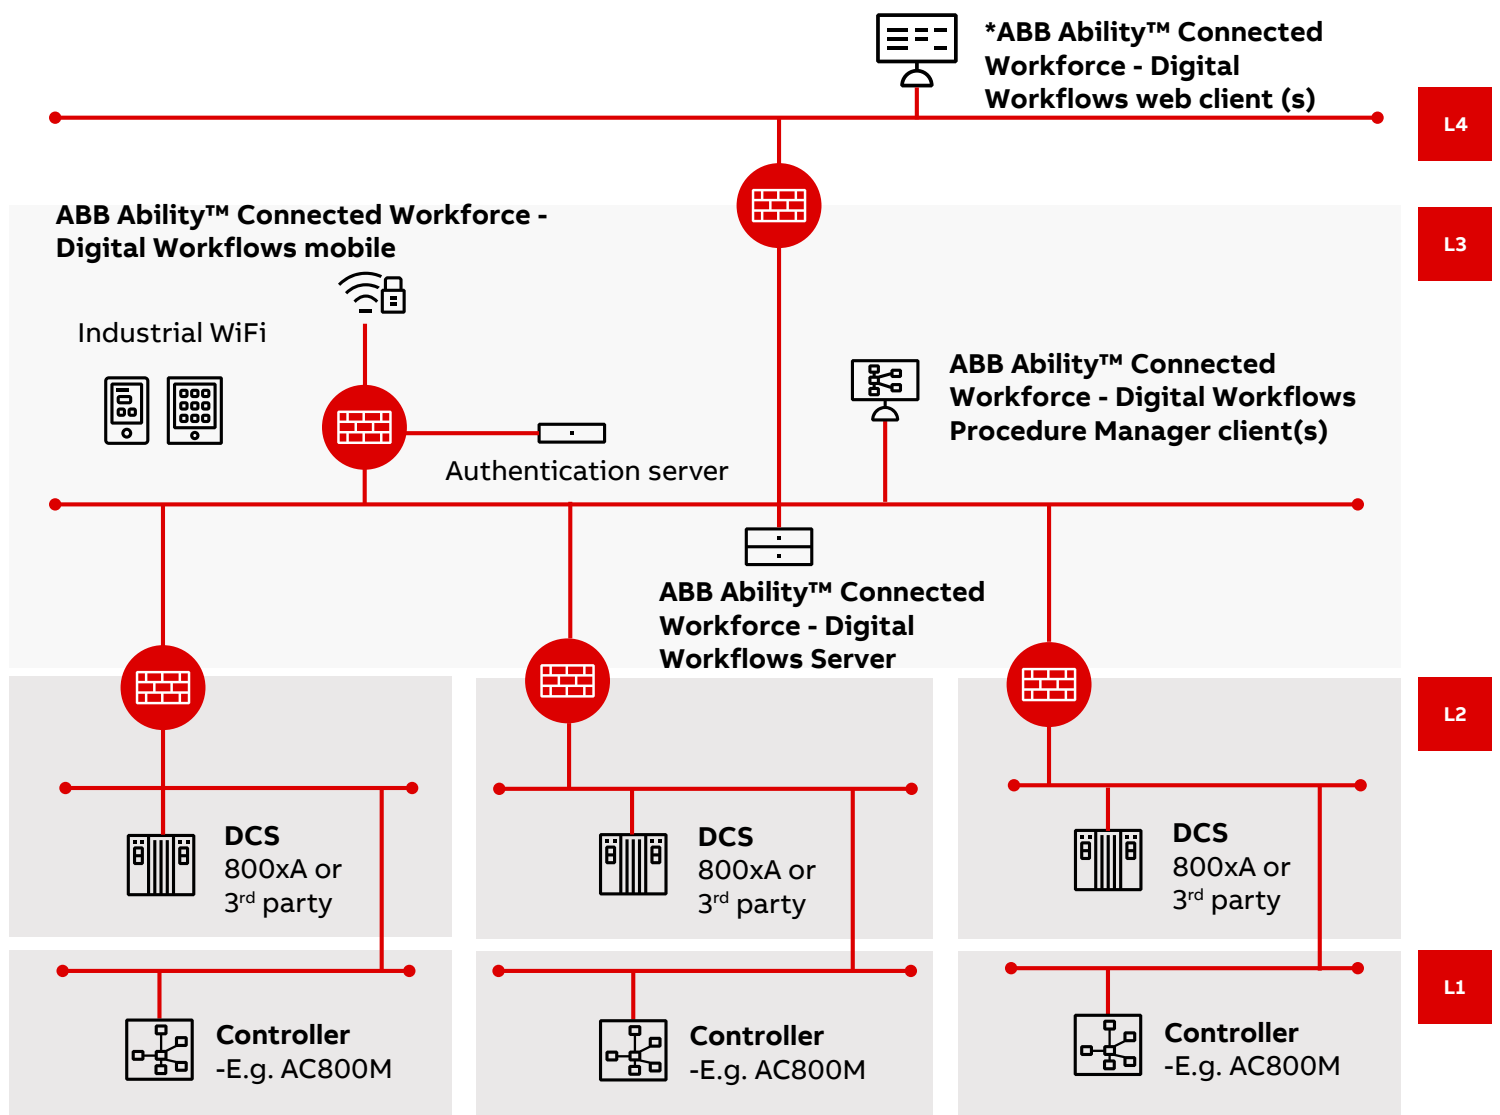 *ABB Ability™ Connected
Workforce - Digital
Workflows web client (s)
L4
ABB Ability™ Connected Workforce -
Digital Workflows mobile
L3
Industrial WiFi
ABB Ability™ Connected
Workforce - Digital Workflows
Procedure Manager client(s)
Authentication server
ABB Ability™ Connected
Workforce - Digital
Workflows Server
L2
DCS
800xA or
3rd party
DCS
800xA or
3rd party
DCS
800xA or
3rd party
L1
Controller
-E.g. AC800M
Controller
-E.g. AC800M
Controller
-E.g. AC800M